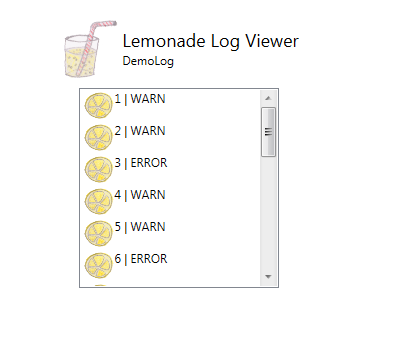 Lemonade Log Viewer
DemoLog
1 | WARN
2 | WARN
3 | ERROR
4 | WARN
5 | WARN
6 | ERROR